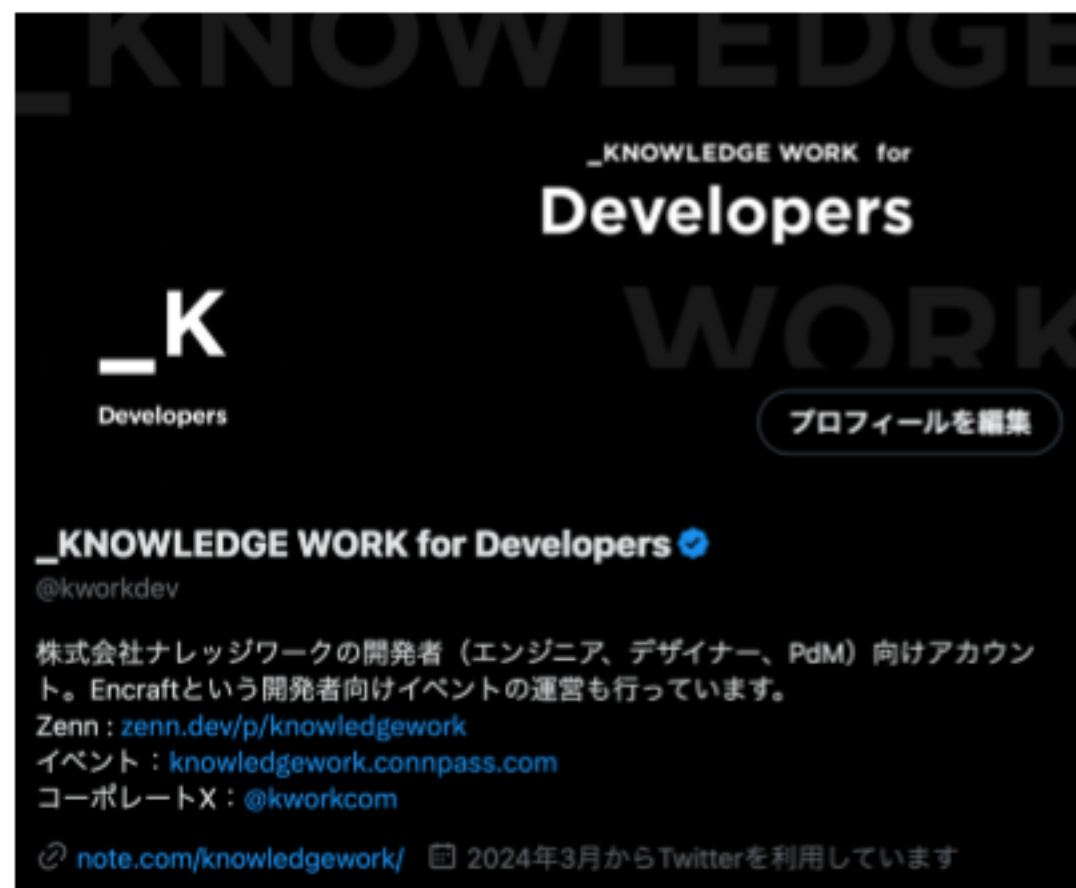 _KNOWLEDGE
_KNOWLEDGE WORK for
Developers
WORK
_K
Developers
プロフィールを編集
_KNOWLEDGE WORK for Developers
@kworkdev
株式会社ナレッジワークの開発者（エンジニア、デザイナー、PdM）向けアカウン
ト。Encraftという開発者向けイベントの運営も行っています。
Zenn : zenn.dev/p/knowledgework
イベント：knowledgework.connpass.com
コーポレートX：@kworkcom
note.com/knowledgework/ 2024年3月からTwitterを利用しています